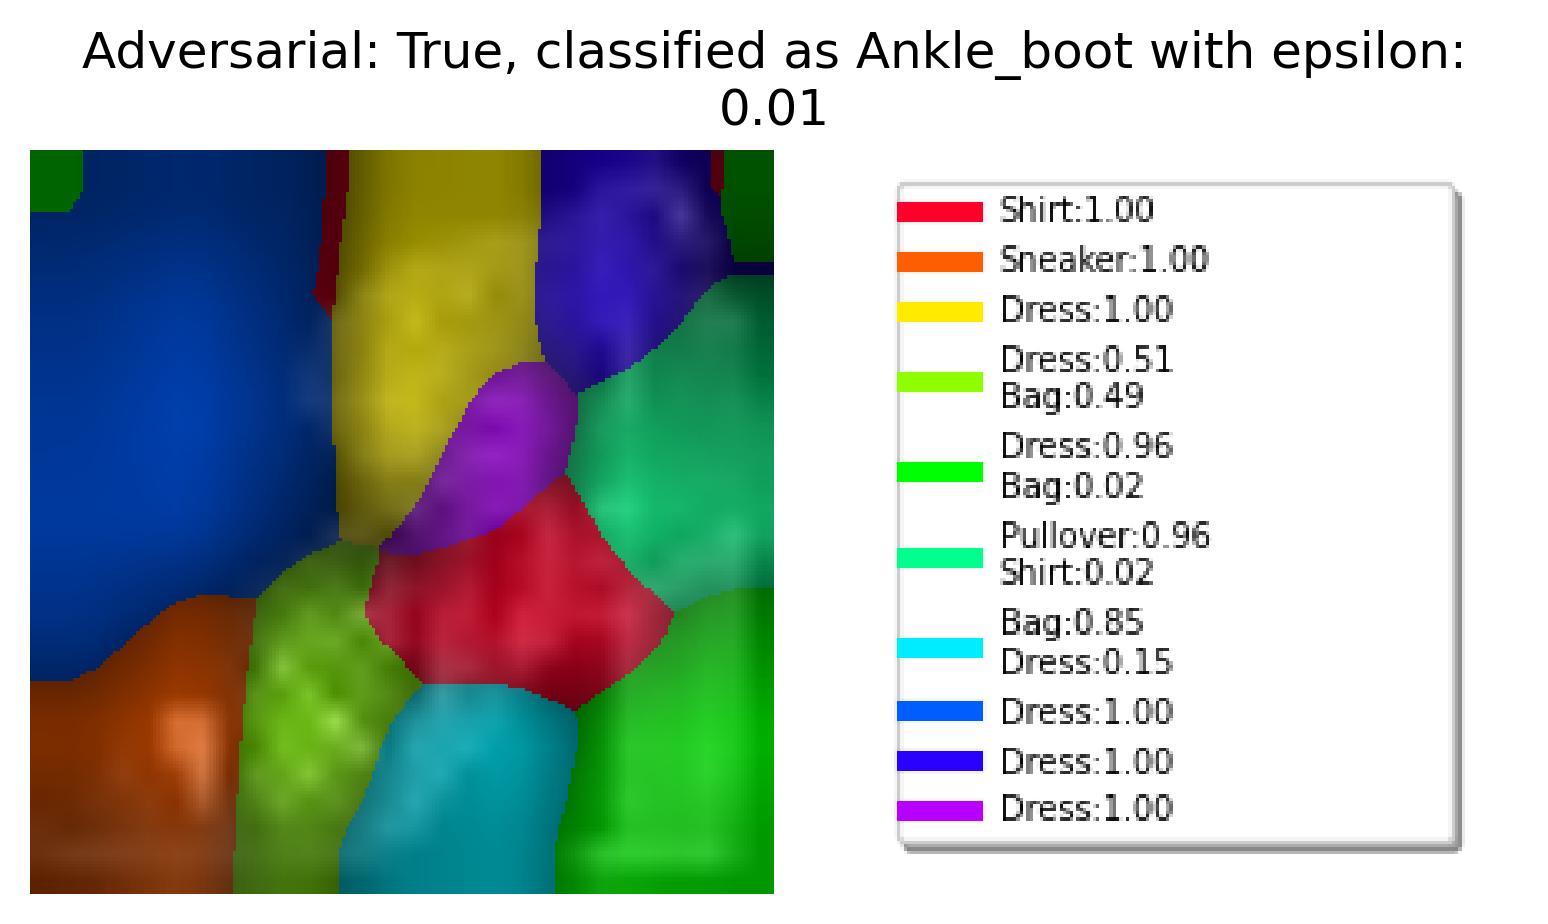 Adversarial: True, classified as Ankle_boot with epsilon:
0.01
Shirt:1.00
Sneaker:1.00
Dress:1.00
Dress:0.51
Bag:0.49
Dress:0.96
Bag:0.02
Pullover:0.96
Shirt:0.02
Bag:0.85
Dress:0.15
Dress:1.00
Dress:1.00
Dress:1.00